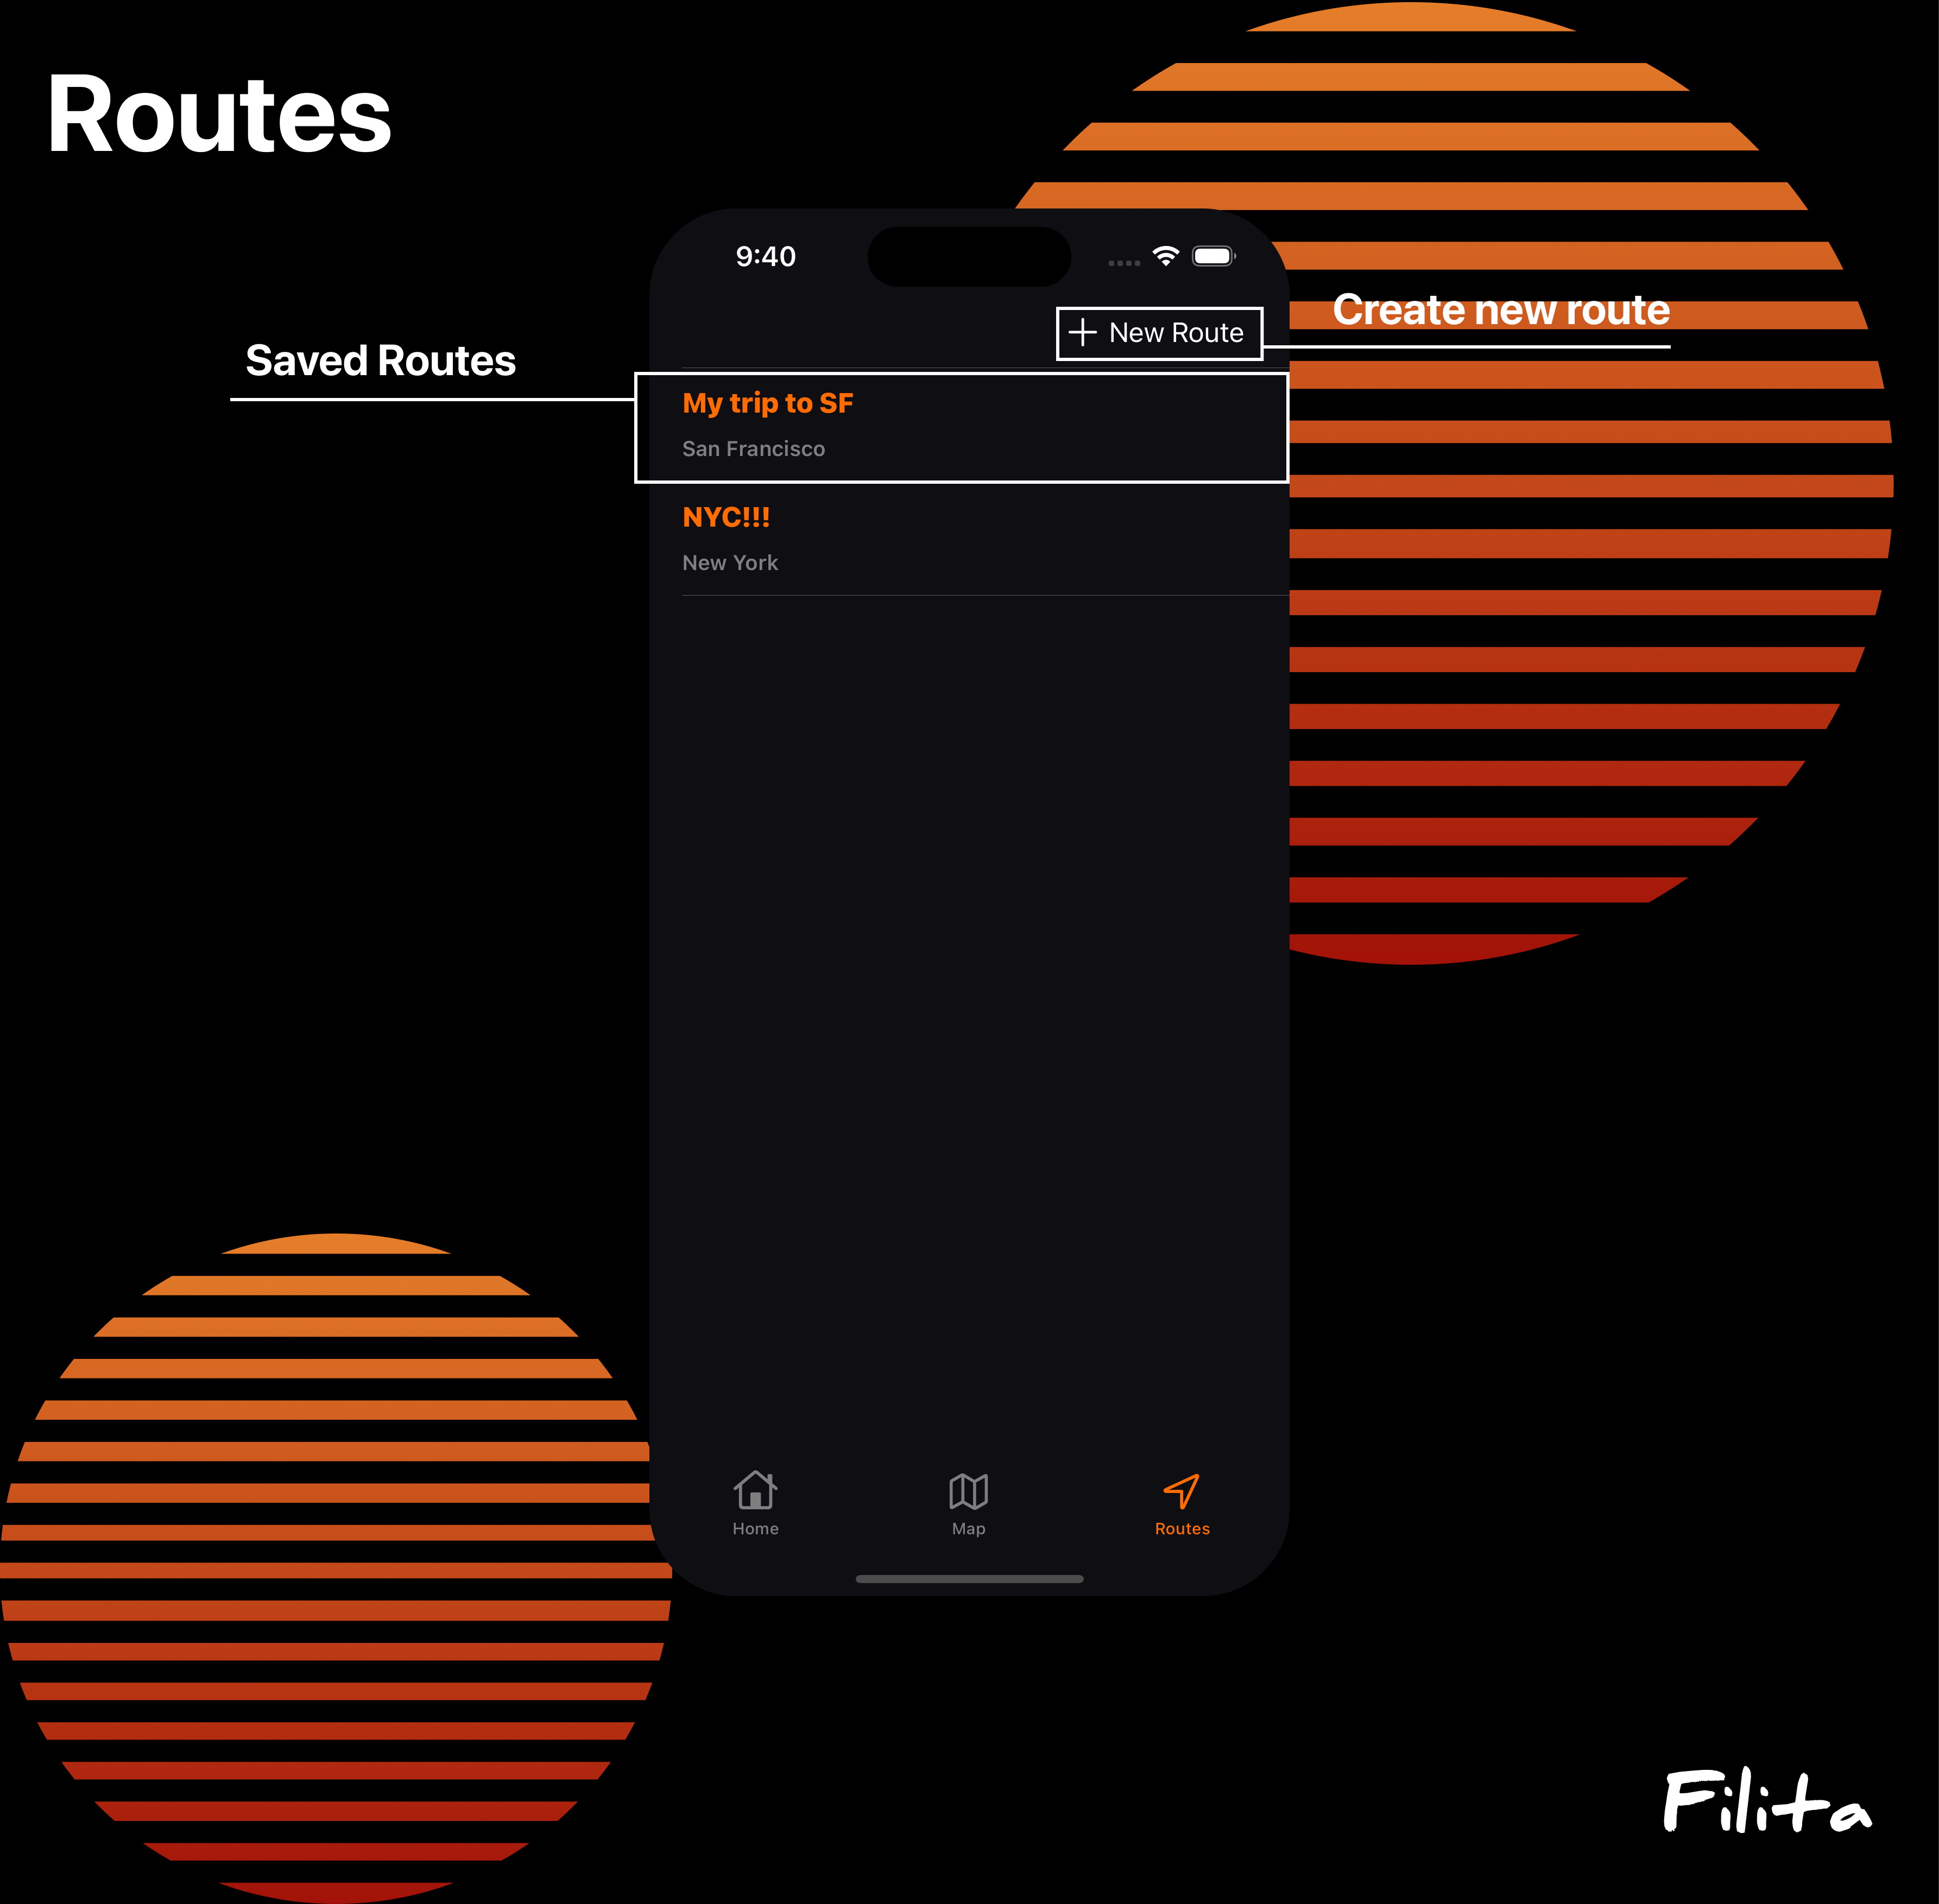 Routes
9:40
Create new route
+ New Route
Saved Routes
My trip to SF
San Francisco
NYC!!!
New York
Home
Map
Routes
Filita